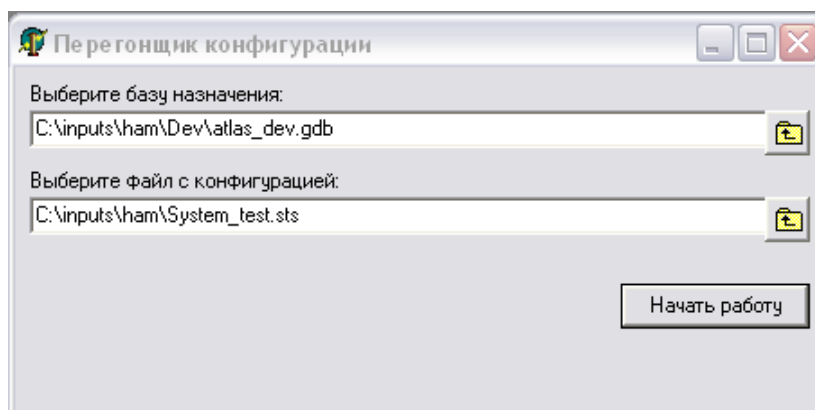 Перегонщик конфигурации
Выберите базу назначения:
C:\inputs\ham\Dev\atlas_dev.gdb
Выберите файл с конфигурацией:
C:\inputs\ham\System_test.sts
Начать работу